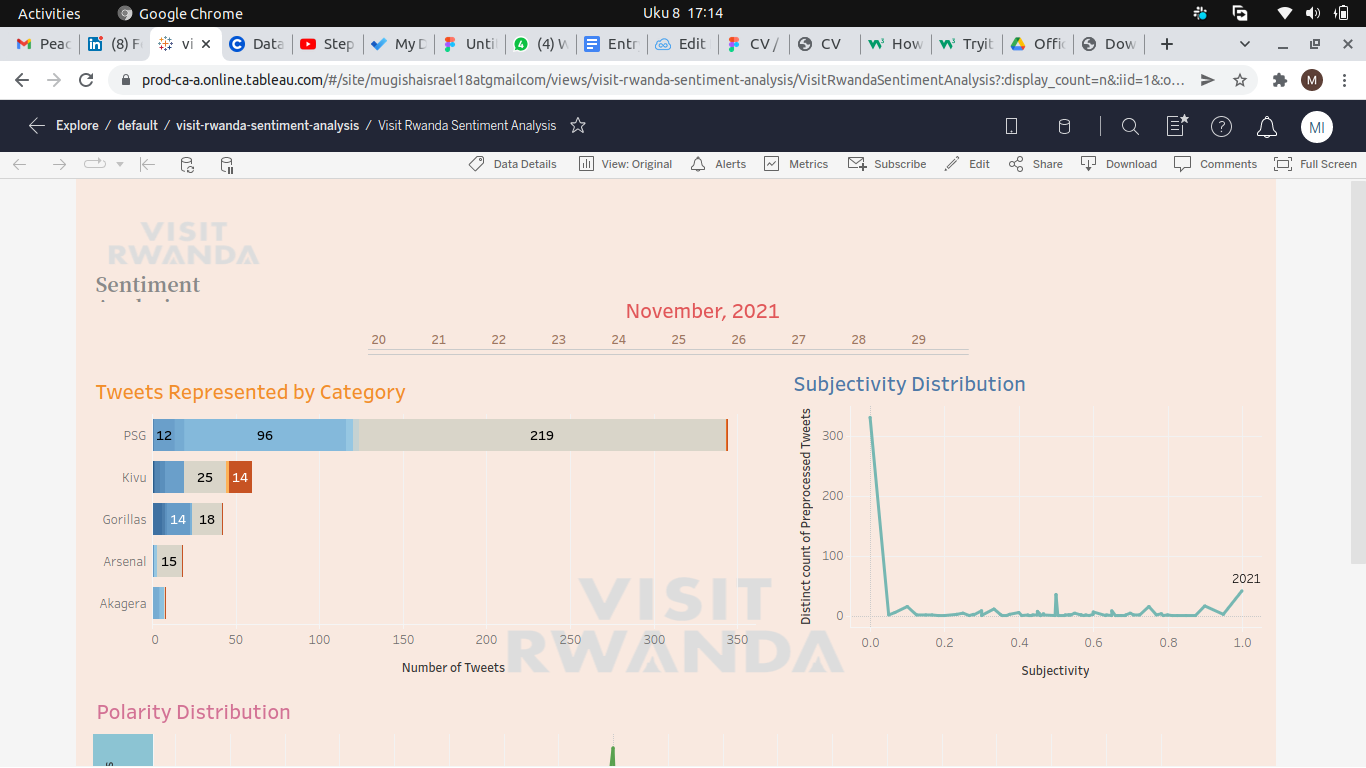 Activities Google Chrome Uku 8 17:14
Peac (8) F vi Data Step My D Unti (4) W Entr Edit CV / CV How Tryit Offic Dow
prod-ca-a.online.tableau.com/#/site/mugishaisrael18atgmailcom/views/visit-rwanda-sentiment-analysis/VisitRwandaSentimentAnalysis?:display_count=n&:iid=1&:o... M
Explore / default / visit-rwanda-sentiment-analysis / Visit Rwanda Sentiment Analysis MI
Data Details View: Original Alerts Metrics Subscribe Edit Share Download Comments Full Screen
VISIT
RWANDA
Sentiment
November, 2021
20 21 22 23 24 25 26 27 28 29
Tweets Represented by Category
PSG 12 96 219
Kivu 25 14
Gorillas 14 18
Arsenal 15
Akagera
0 50 100 150 200 250 300 350
Number of Tweets
Subjectivity Distribution
Distinct count of Preprocessed Tweets
300
200
100
0
2021
0.0 0.2 0.4 0.6 0.8 1.0
Subjectivity
VISIT
RWANDA
Polarity Distribution